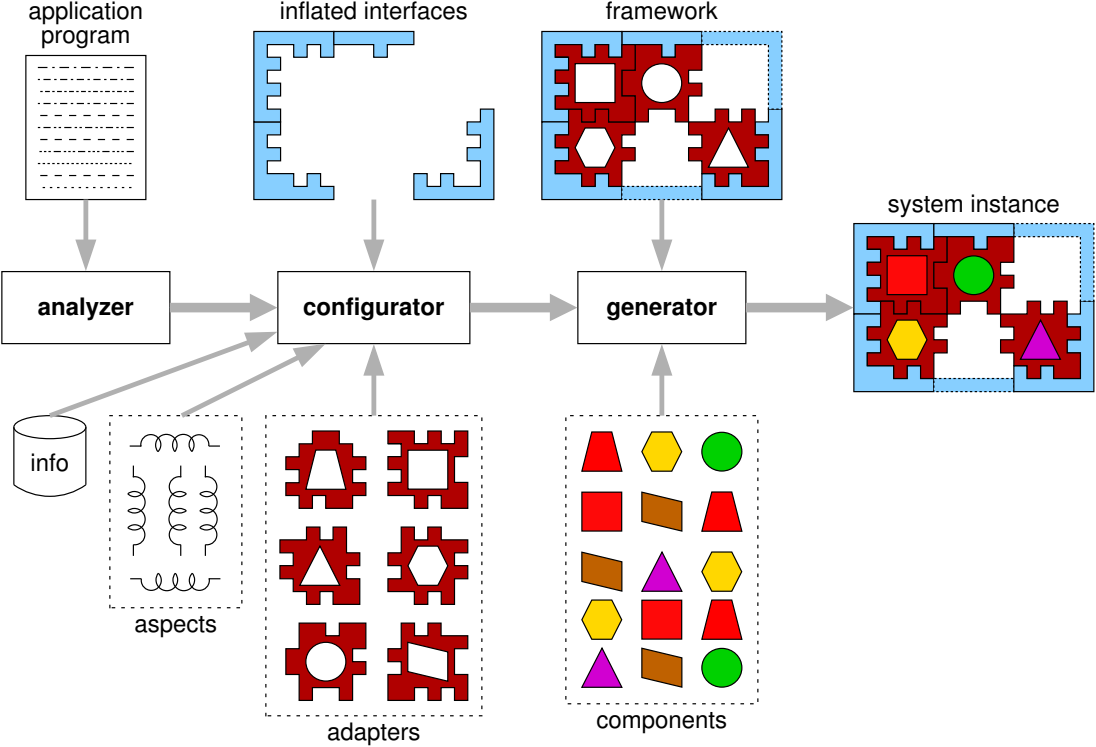 application
program
inflated interfaces
framework
system instance
analyzer
configurator
generator
info
aspects
adapters
components